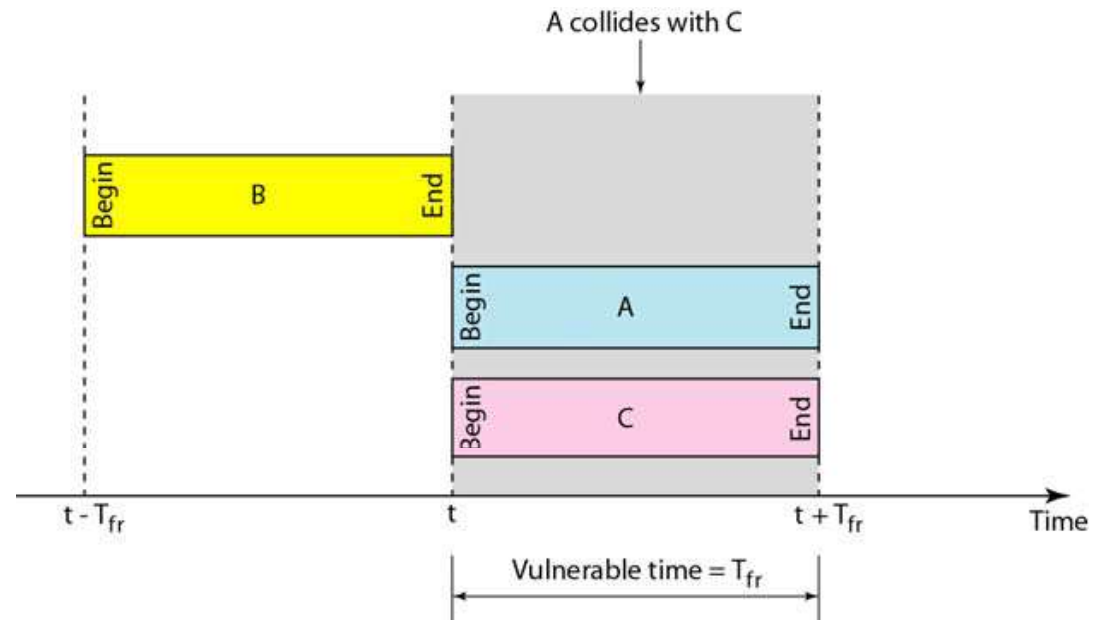 A collides with C
Begin
B
End
Begin
A
End
Begin
C
End
t - Tfr
t
t + Tfr
Time
Vulnerable time = Tfr